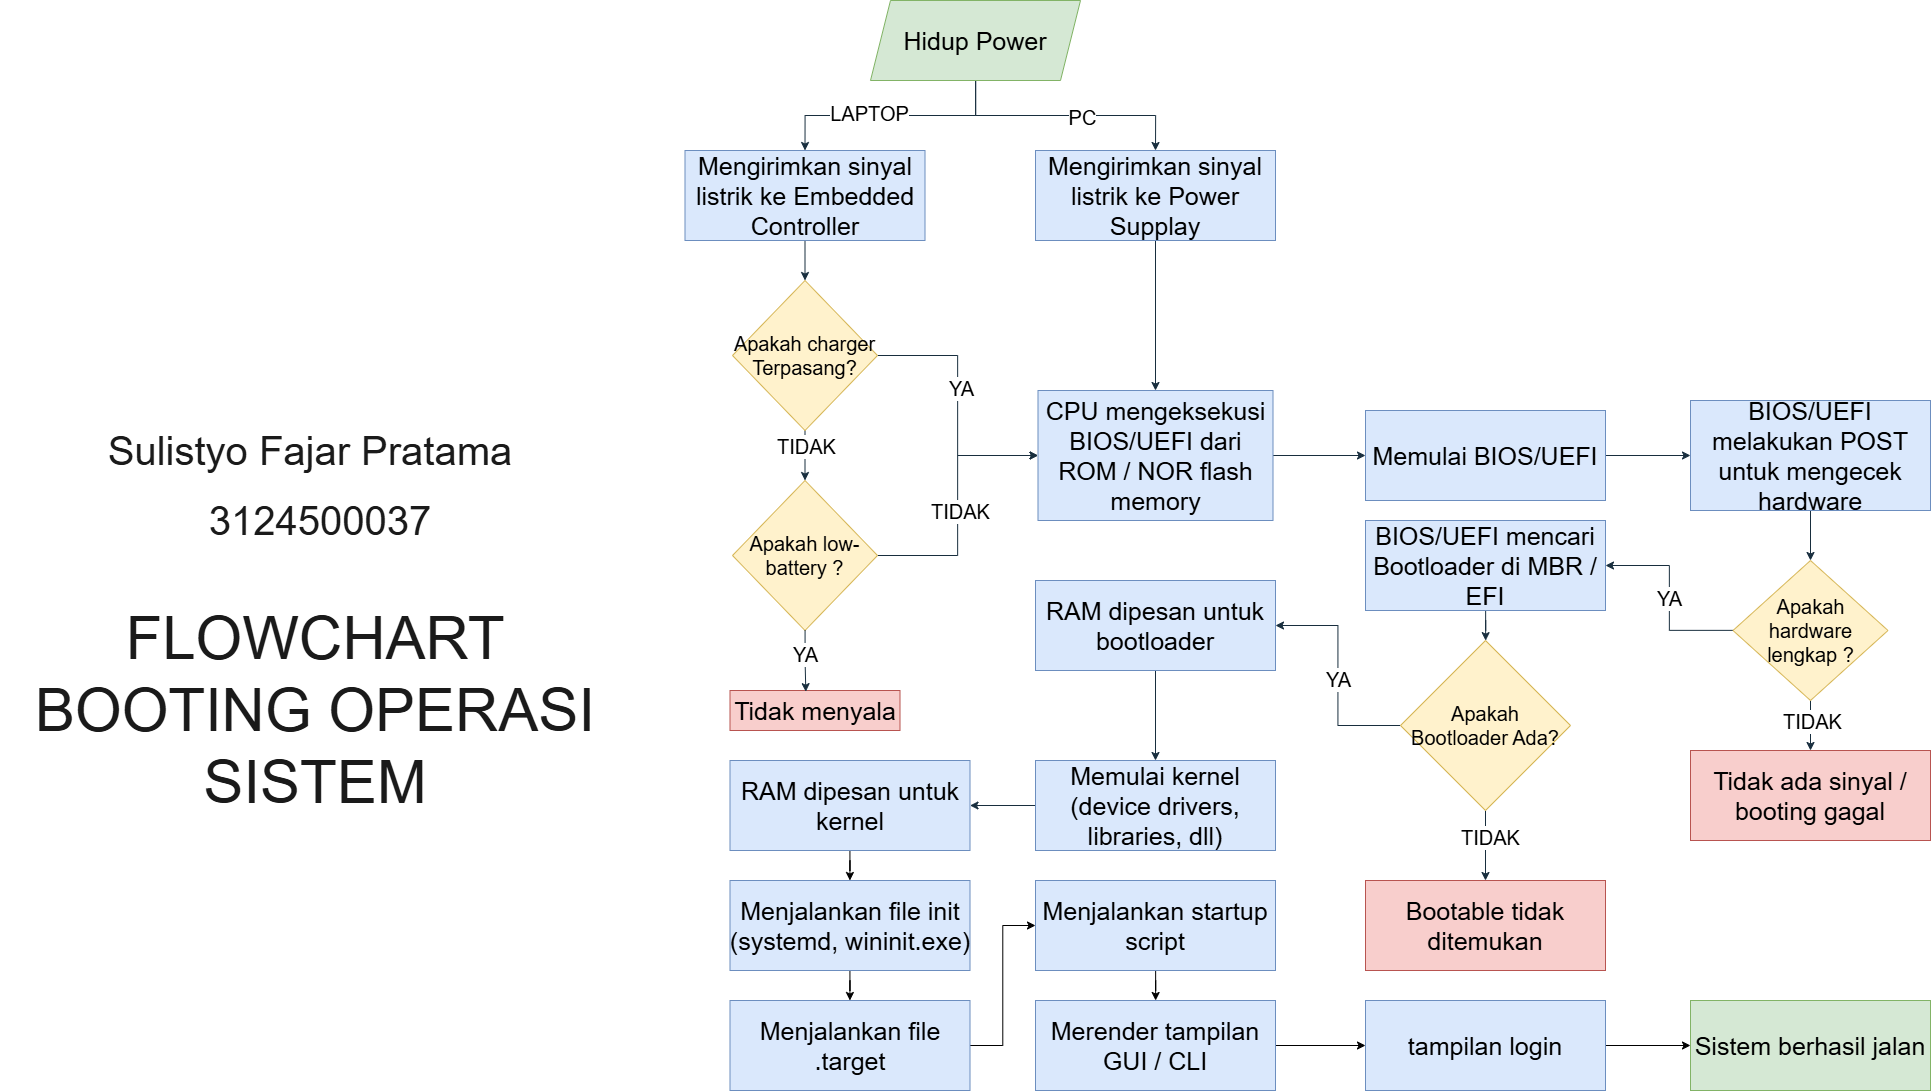 Hidup Power
LAPTOP
PC
Mengirimkan sinyal
listrik ke Embedded
Controller
Mengirimkan sinyal
listrik ke Power
Supplay
Apakah charger
Terpasang?
YA
TIDAK
Apakah low-
battery ?
TIDAK
YA
Tidak menyala
CPU mengeksekusi
BIOS/UEFI dari
ROM / NOR flash
memory
Memulai BIOS/UEFI
BIOS/UEFI
melakukan POST
untuk mengecek
hardware
Apakah
hardware
lengkap ?
YA
TIDAK
Tidak ada sinyal /
booting gagal
BIOS/UEFI mencari
Bootloader di MBR /
EFI
Apakah
Bootloader Ada?
YA
TIDAK
Bootable tidak
ditemukan
RAM dipesan untuk
bootloader
Memulai kernel
(device drivers,
libraries, dll)
RAM dipesan untuk
kernel
Menjalankan file init
(systemd, wininit.exe)
Menjalankan file
.target
Menjalankan startup
script
Merender tampilan
GUI / CLI
tampilan login
Sistem berhasil jalan
Sulistyo Fajar Pratama
3124500037
FLOWCHART
BOOTING OPERASI
SISTEM